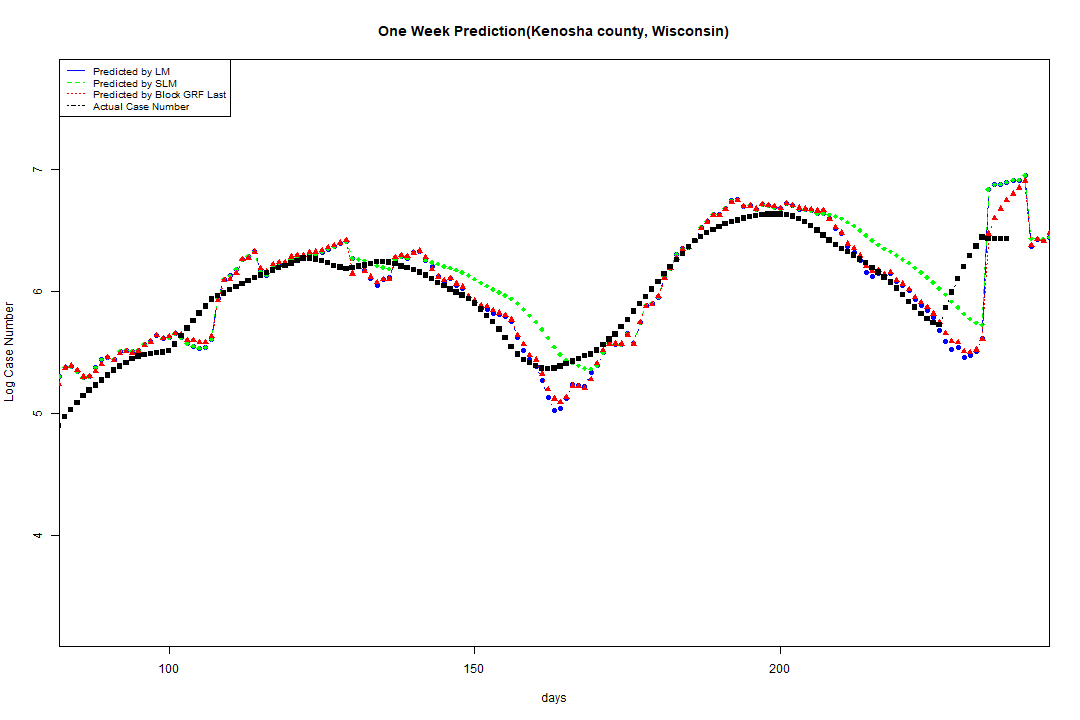 One Week Prediction(Kenosha county, Wisconsin)
Predicted by LM
Predicted by SLM
Predicted by Block GRF Last
Actual Case Number
7
6
5
4
Log Case Number
100 150 200
days